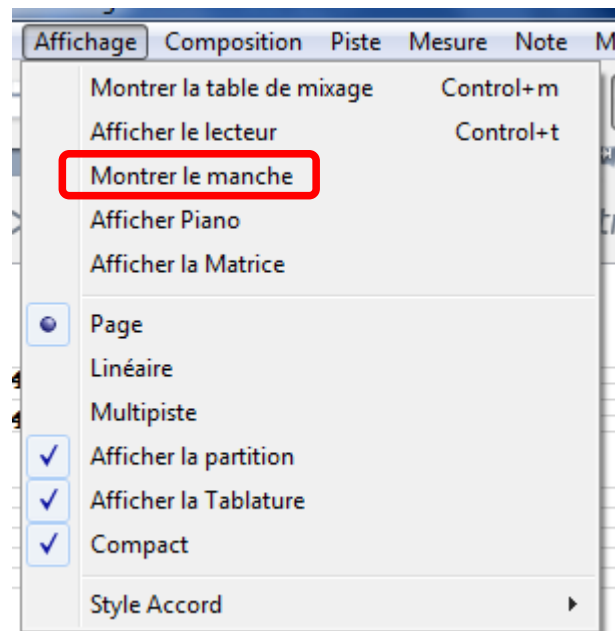 Affichage Composition Piste Mesure Note M
Montrer la table de mixage Control+m
Afficher le lecteur Control+t
Montrer le manche
Afficher Piano
Afficher la Matrice
Page
Linéaire
Multipiste
Afficher la partition
Afficher la Tablature
Compact
Style Accord